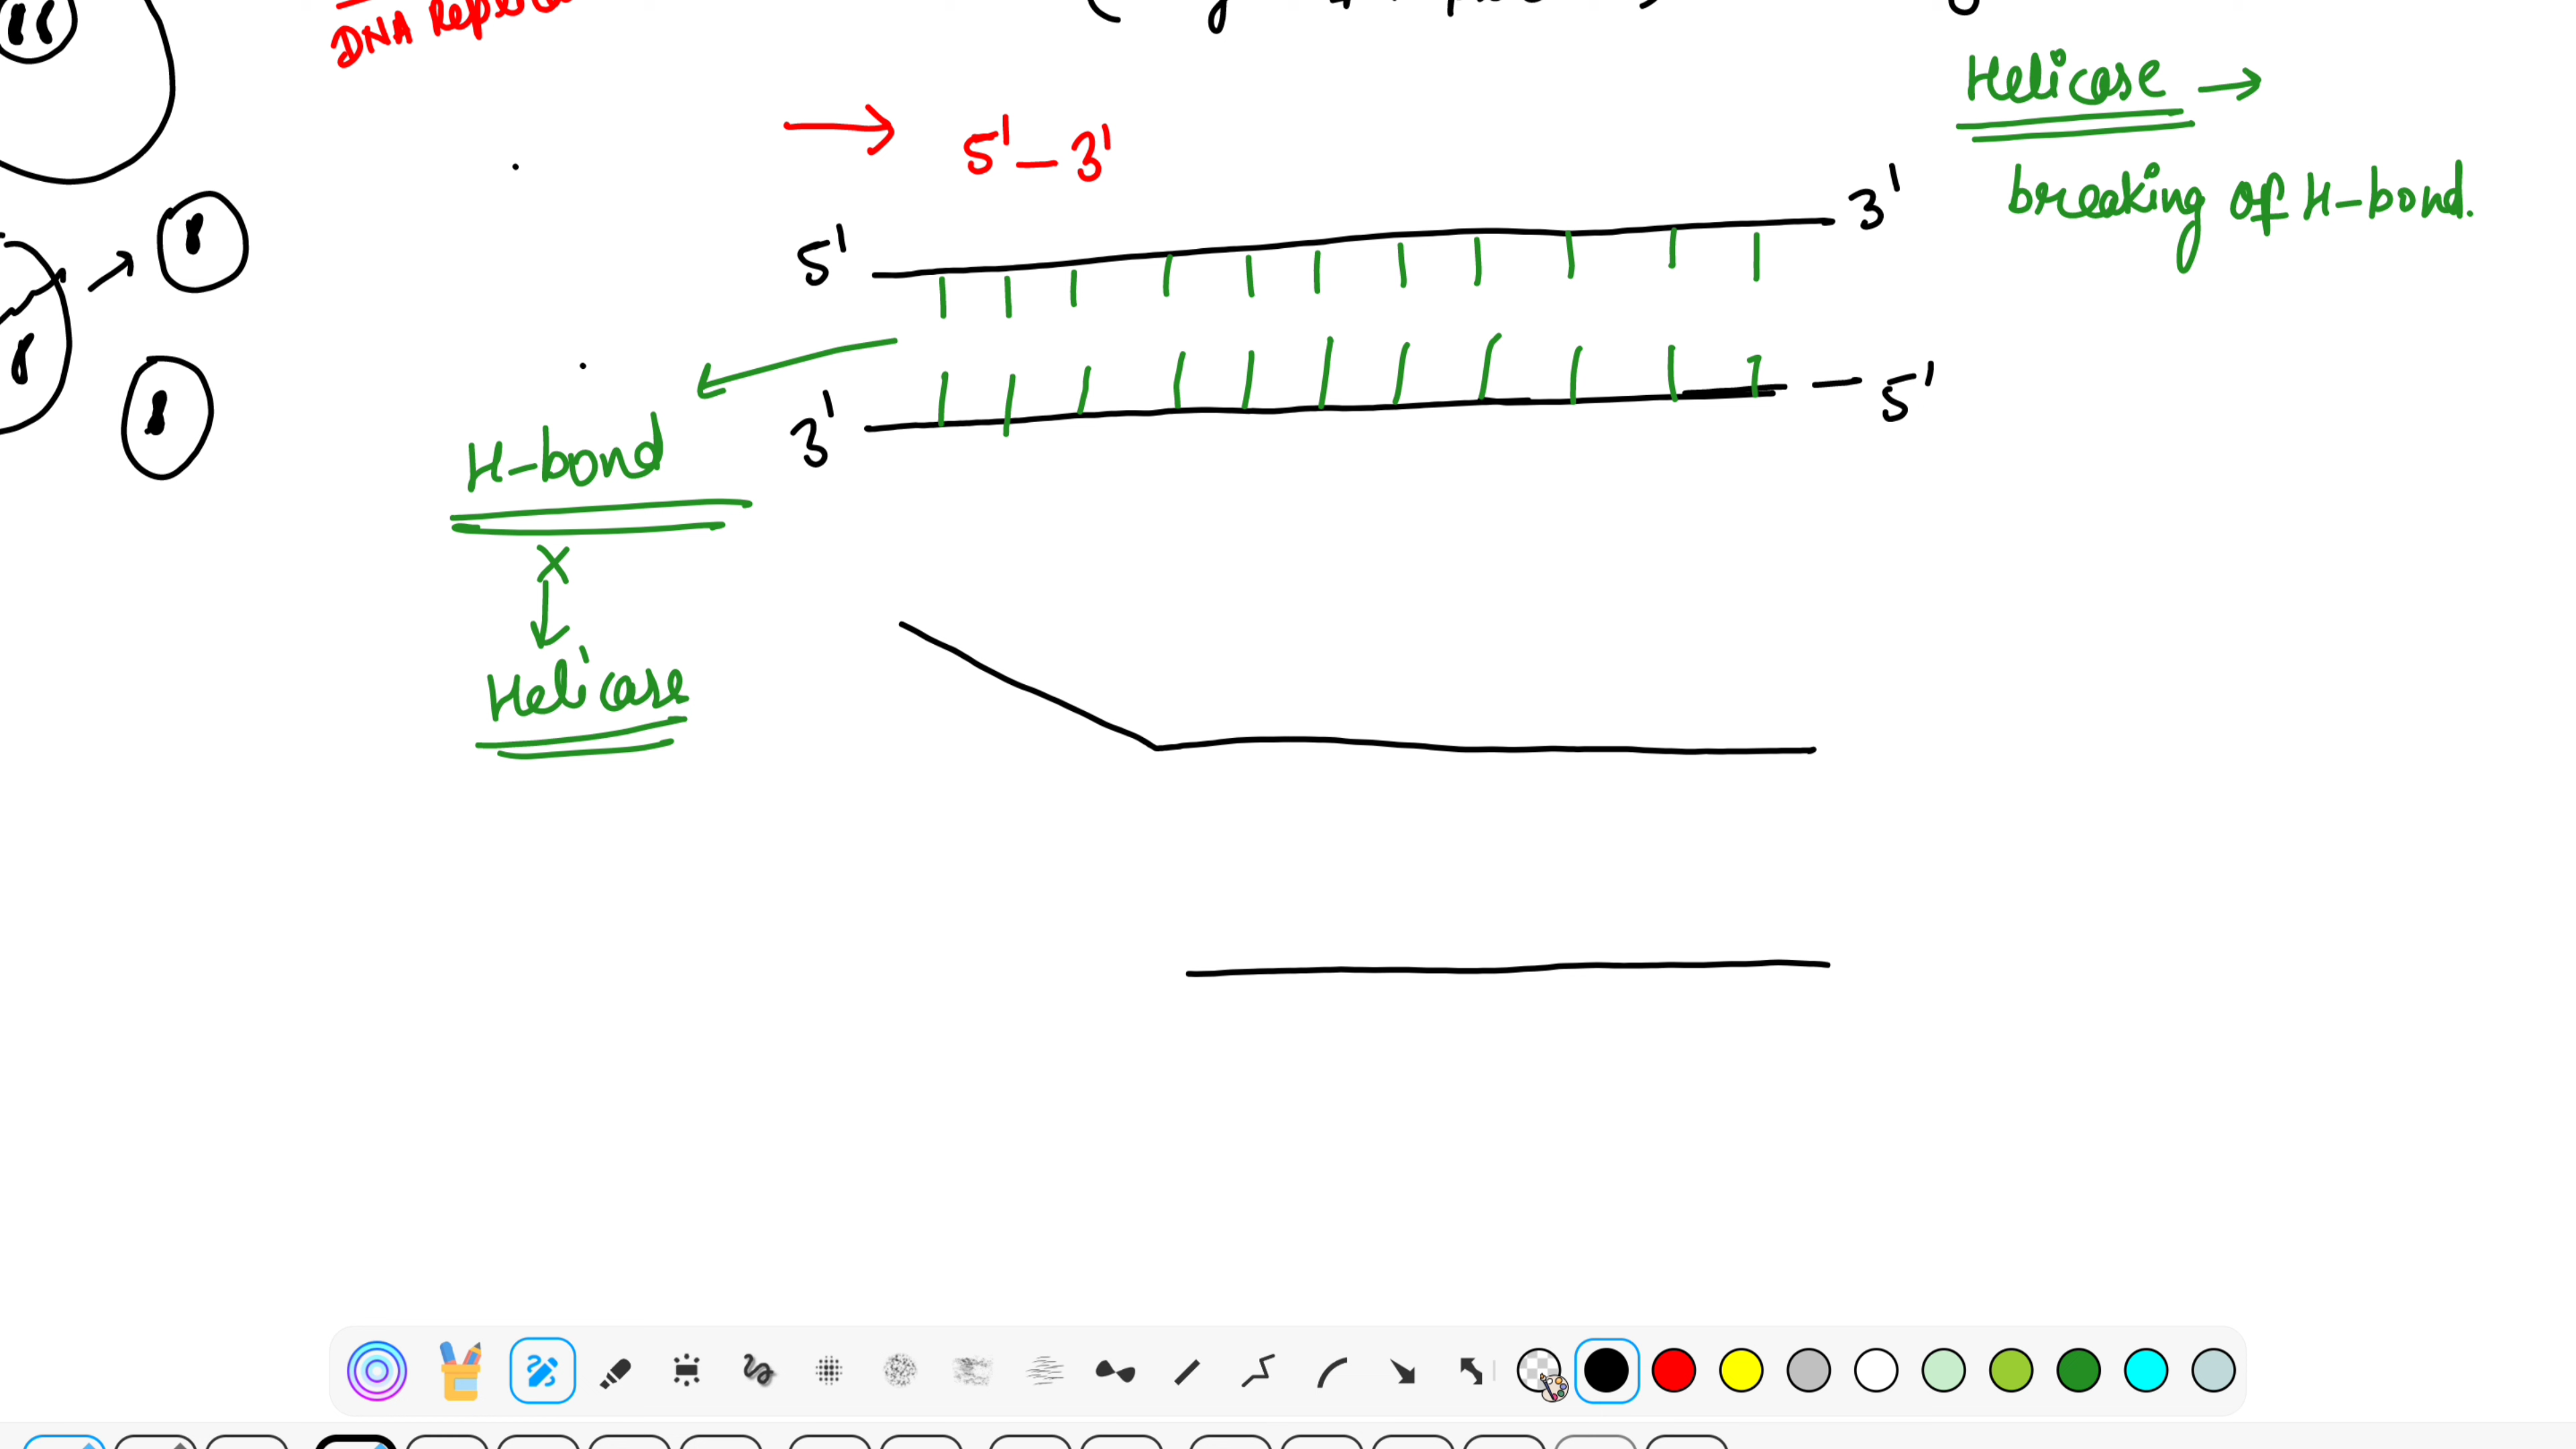 DNA
Helicase →
5' – 3'
breaking of H-bond.
5'
3'
3'
5'
H-bond
X
Helicase